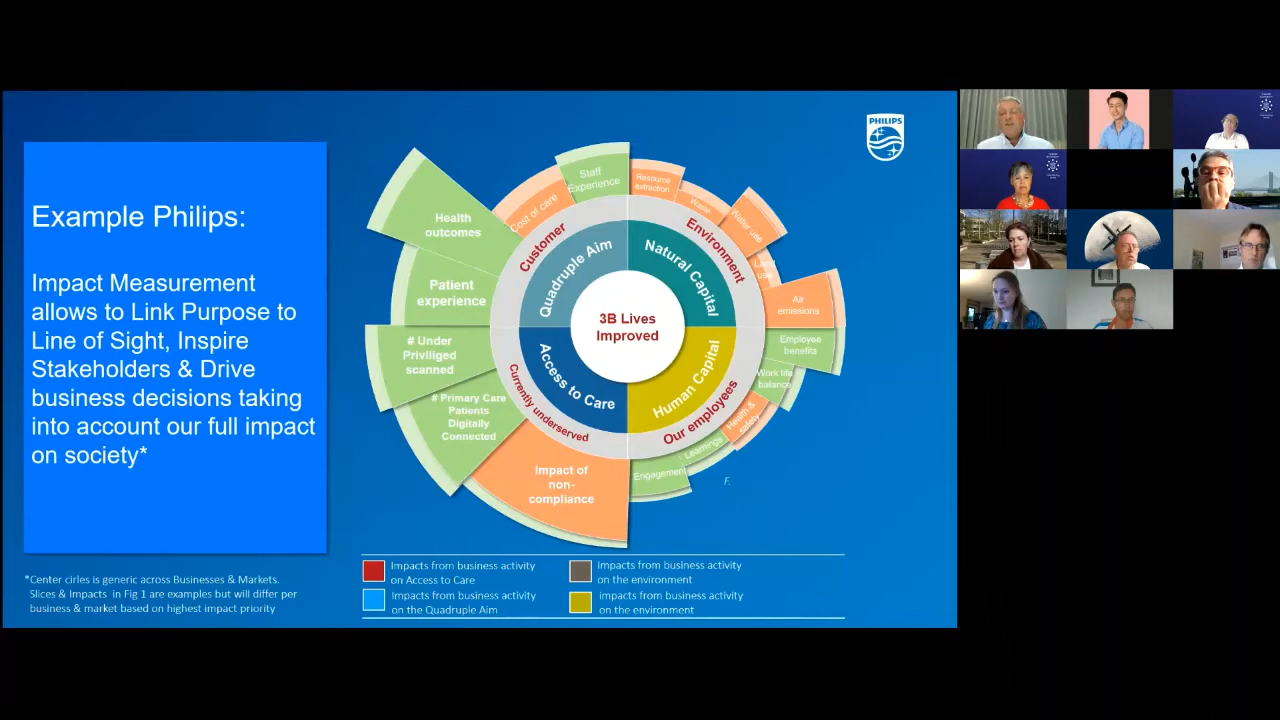 PHILIPS
Example Philips:
Impact Measurement
allows to Link Purpose to
Line of Sight, Inspire
Stakeholders & Drive
business decisions taking
into account our full impact
on society*
*Center cirles is generic across Businesses & Markets.
Slices & Impacts in Fig 1 are examples but will differ per
business & market based on highest impact priority
Staff
Experience
Cost of care
Health
outcomes
Patient
experience
# Under
Priviliged
scanned
# Primary Care
Patients
Digitally
Connected
Impact of
non-
compliance
Resource
extraction
Waste
Water use
Land
use
Air
emissions
Employee
benefits
Work life
balance
Health &
safety
Learnings
Engagement
Customer
Environment
Currently underserved
Our employees
Quadruple Aim
Natural Capital
Access to Care
Human Capital
3B Lives
Improved
F.
Impacts from business activity
on Access to Care
Impacts from business activity
on the Quadruple Aim
Impacts from business activity
on the environment
impacts from business activity
on the environment